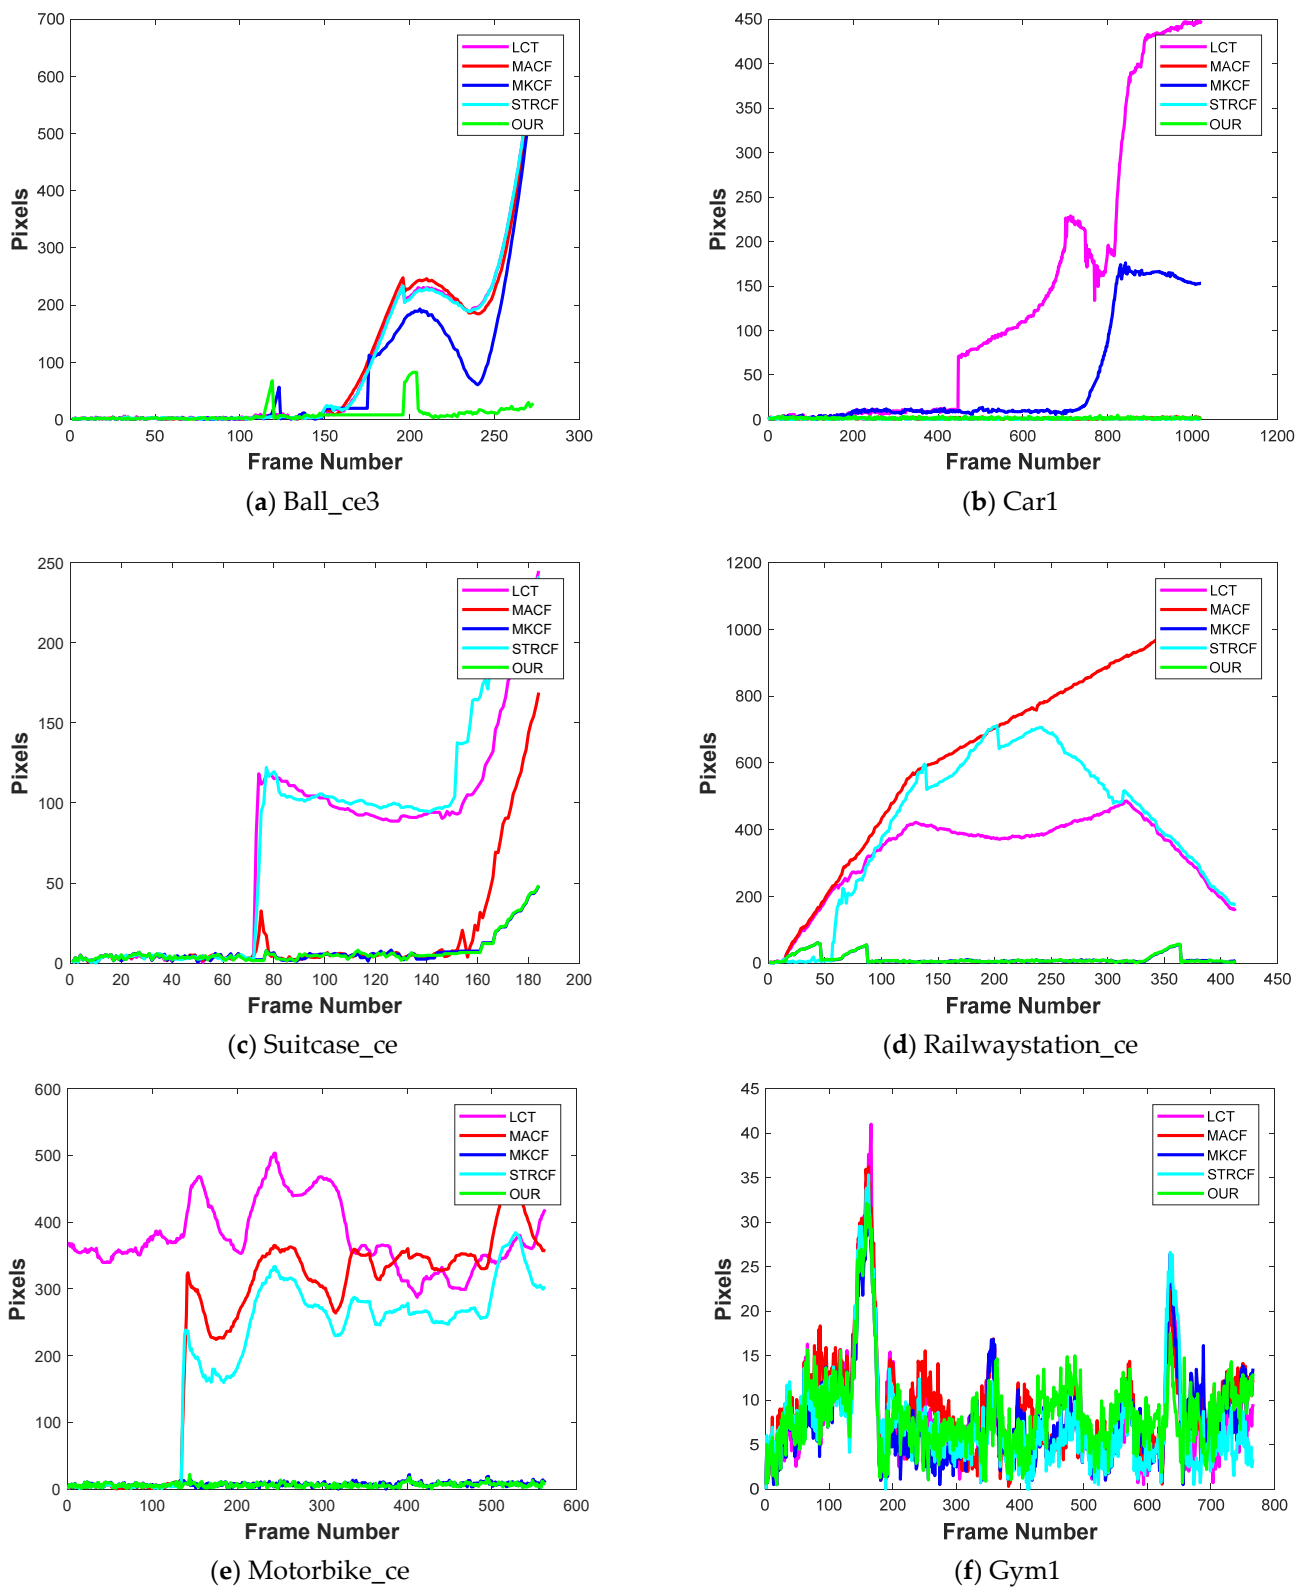 700
600
500
400
300
200
100
0
Pixels
LCT
MACF
MKCF
STRCF
OUR
0 50 100 150 200 250 300
Frame Number
(a) Ball_ce3
450
400
350
300
250
200
150
100
50
0
Pixels
LCT
MACF
MKCF
STRCF
OUR
0 200 400 600 800 1000 1200
Frame Number
(b) Car1
250
200
150
100
50
0
Pixels
LCT
MACF
MKCF
STRCF
OUR
0 20 40 60 80 100 120 140 160 180 200
Frame Number
(c) Suitcase_ce
1200
1000
800
600
400
200
0
Pixels
LCT
MACF
MKCF
STRCF
OUR
0 50 100 150 200 250 300 350 400 450
Frame Number
(d) Railwaystation_ce
600
500
400
300
200
100
0
Pixels
LCT
MACF
MKCF
STRCF
OUR
0 100 200 300 400 500 600
Frame Number
(e) Motorbike_ce
45
40
35
30
25
20
15
10
5
0
Pixels
LCT
MACF
MKCF
STRCF
OUR
0 100 200 300 400 500 600 700 800
Frame Number
(f) Gym1